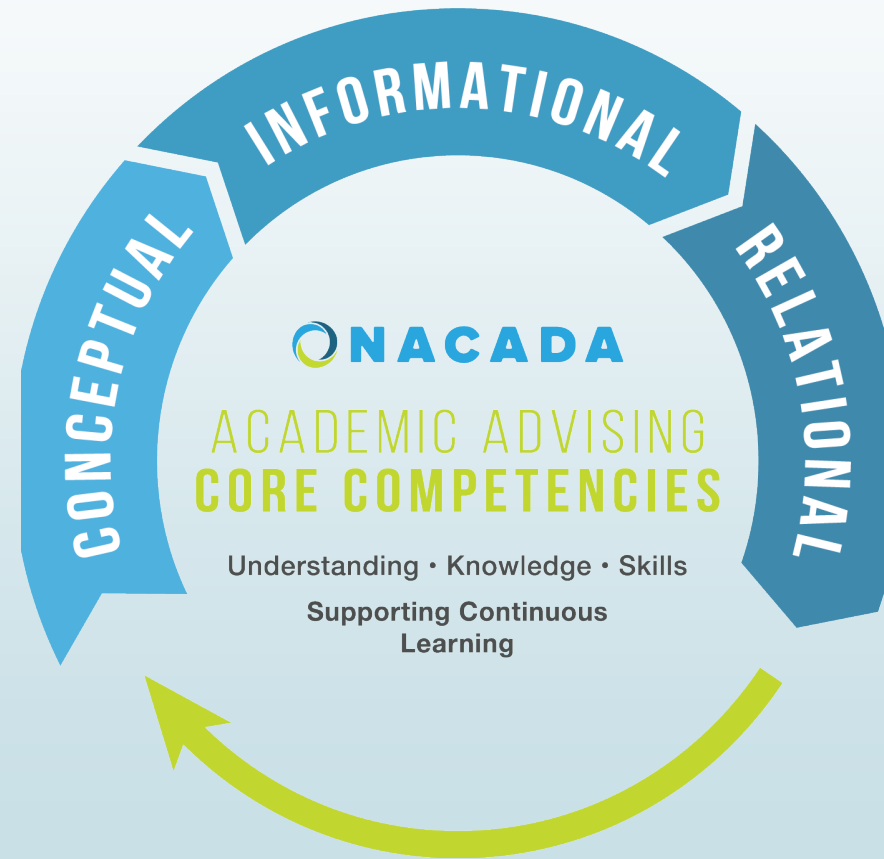 CONCEPTUAL
INFORMATIONAL
RELATIONAL
NACADA
ACADEMIC ADVISING
CORE COMPETENCIES
Understanding • Knowledge • Skills
Supporting Continuous
Learning